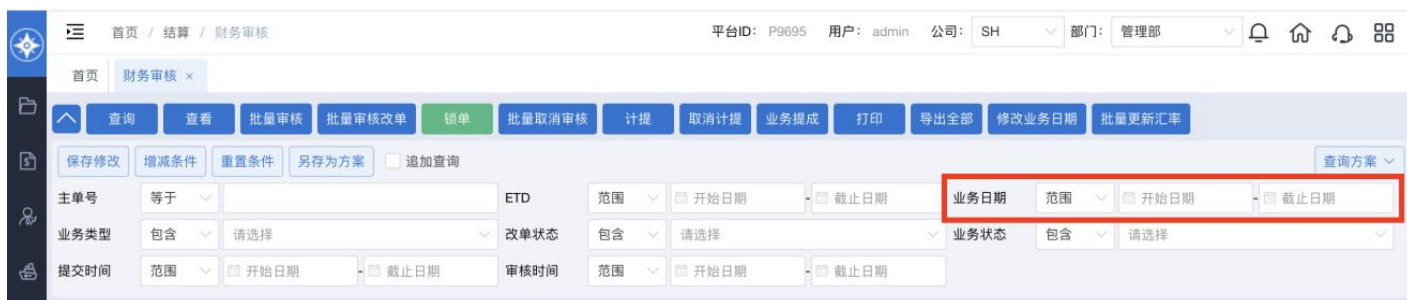 首页 / 结算 / 财务审核 平台ID: P9695 用户: admin 公司: SH 部门: 管理部
首页 财务审核 ×
查询 查看 批量审核 批量审核改单 锁单 批量取消审核 计提 取消计提 业务提成 打印 导出全部 修改业务日期 批量更新汇率
保存修改 增减条件 重置条件 另存为方案 追加查询 查询方案
主单号 等于 ETD 范围 开始日期 - 截止日期 业务日期 范围 开始日期 - 截止日期
业务类型 包含 请选择 改单状态 包含 请选择 业务状态 包含 请选择
提交时间 范围 开始日期 - 截止日期 审核时间 范围 开始日期 - 截止日期